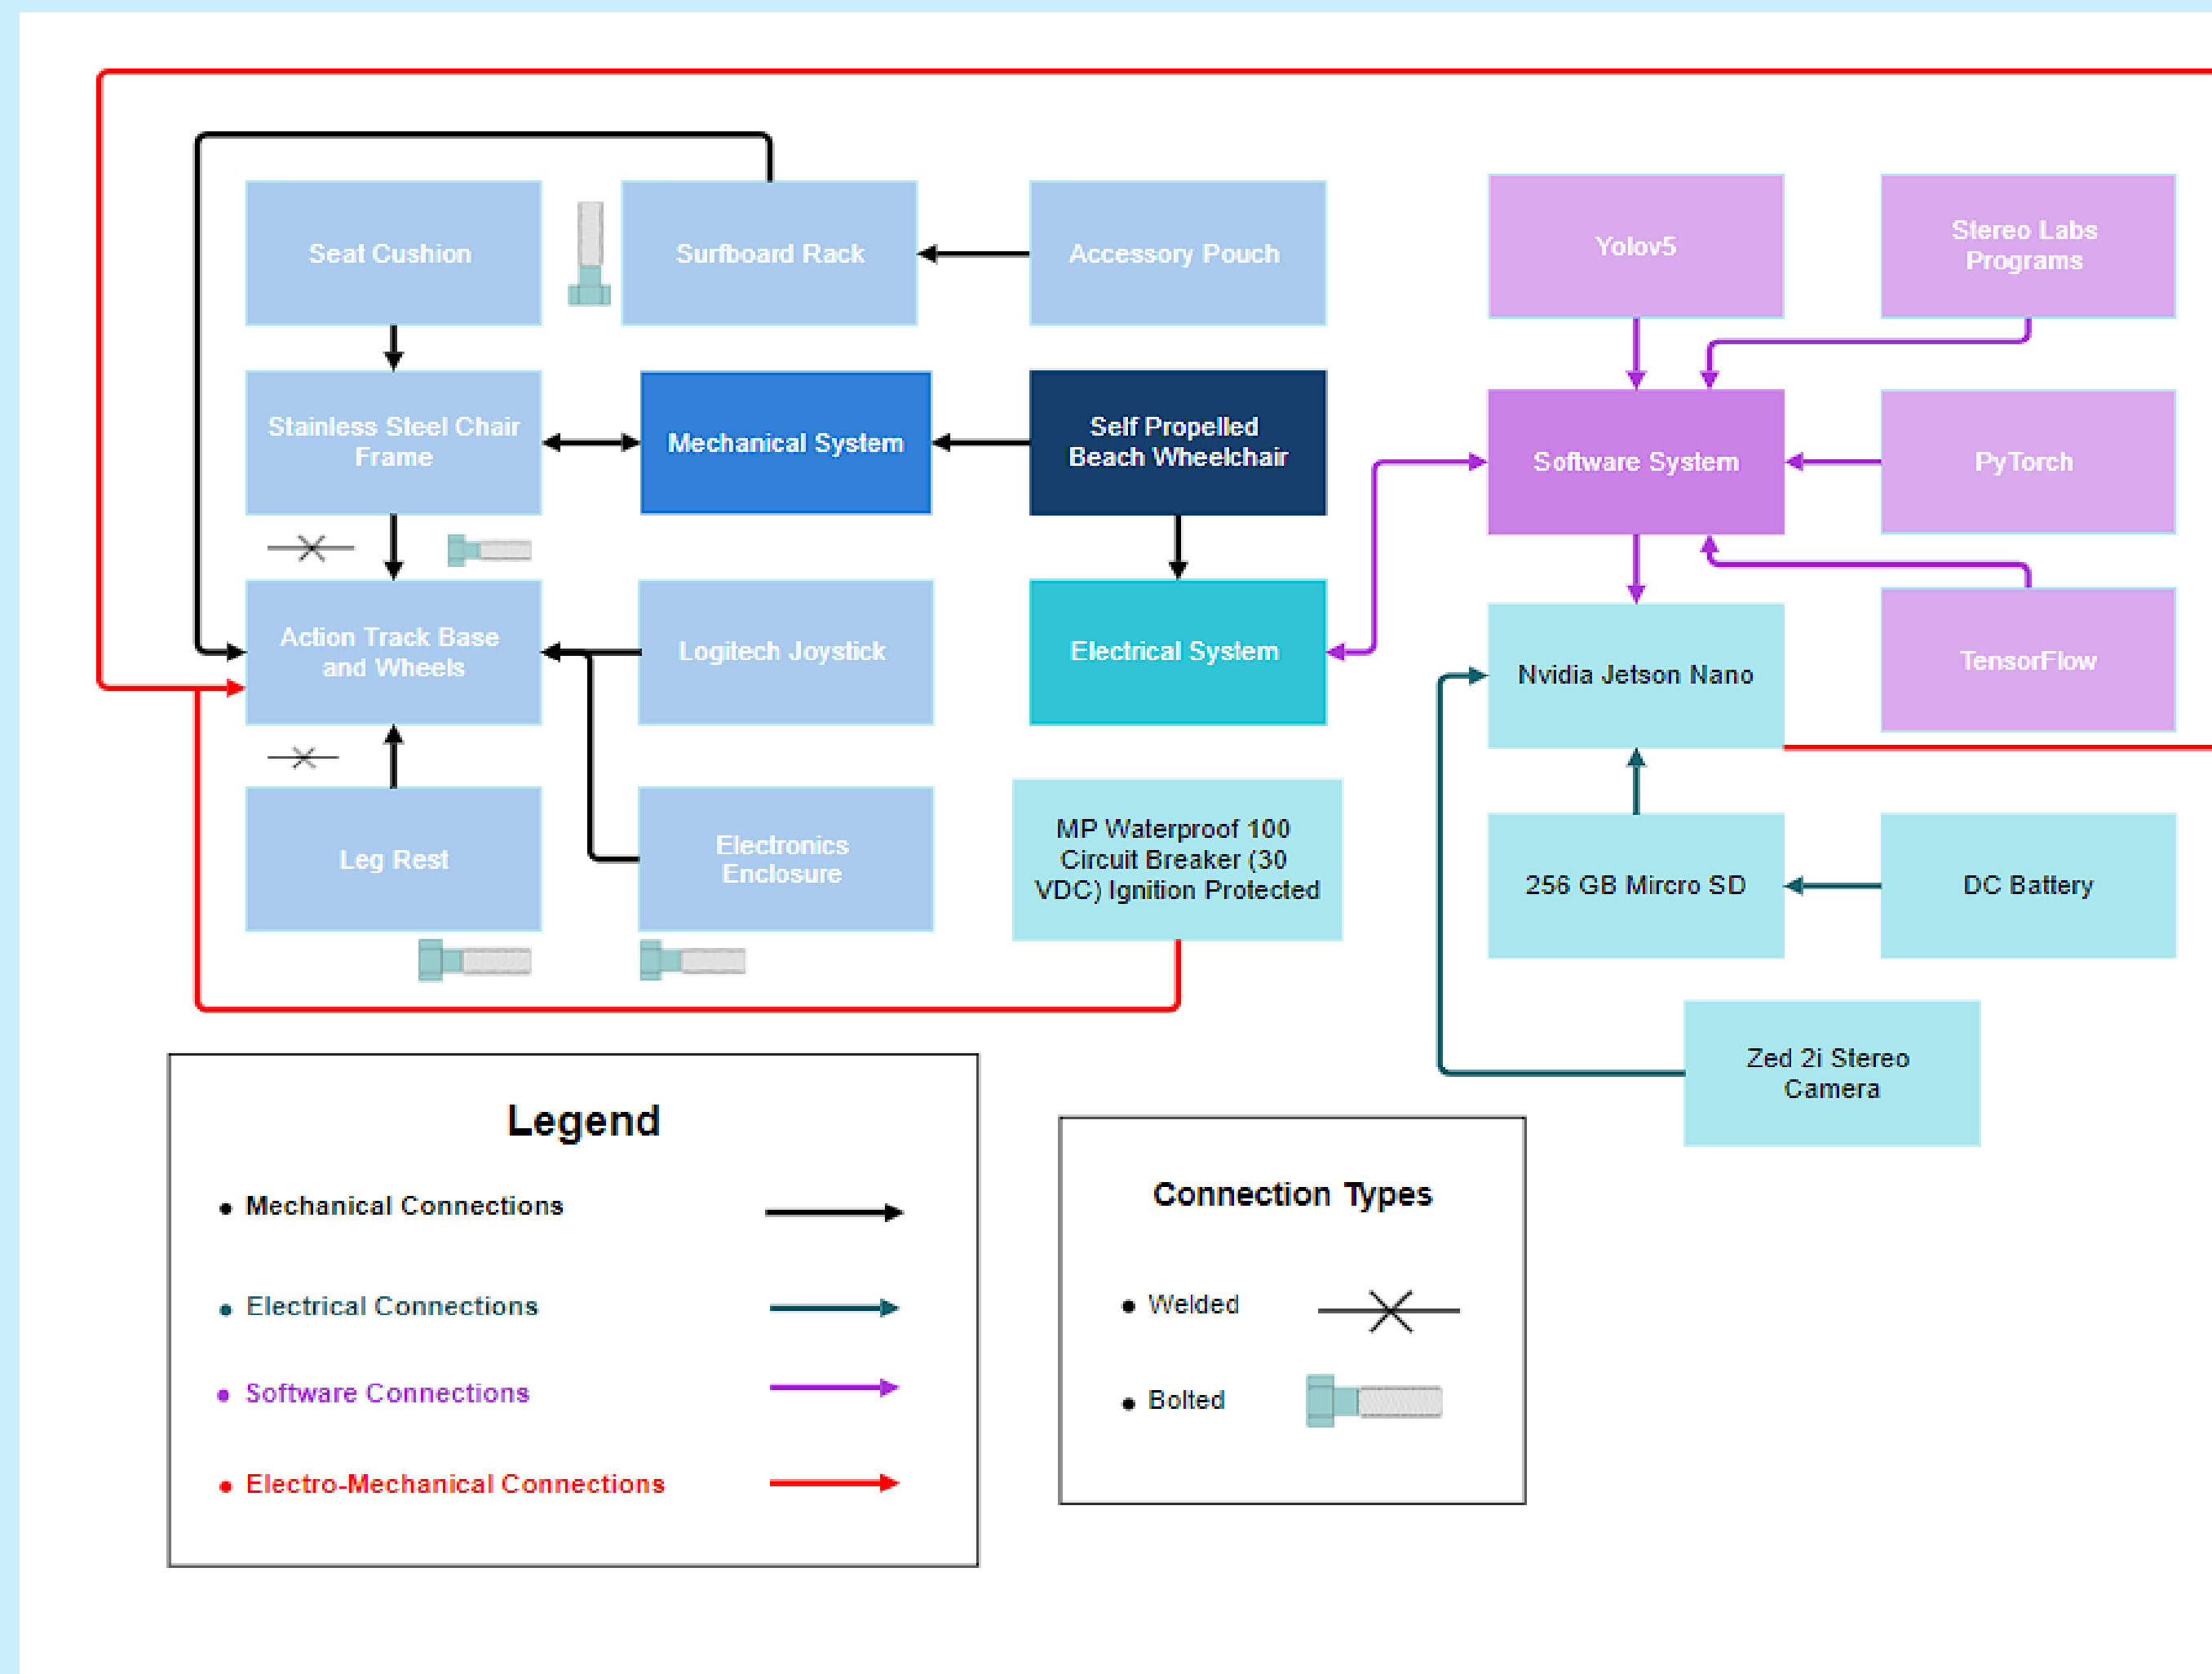 Seat Cushion
Surfboard Rack
Accessory Pouch
Yolov5
Stereo Labs
Programs
Stainless Steel Chair
Frame
Mechanical System
Self Propelled
Beach Wheelchair
Software System
PyTorch
Action Track Base
and Wheels
Logitech Joystick
Electrical System
Nvidia Jetson Nano
TensorFlow
Leg Rest
Electronics
Enclosure
MP Waterproof 100
Circuit Breaker (30
VDC) Ignition Protected
256 GB Mircro SD
DC Battery
Zed 2i Stereo
Camera
Legend
• Mechanical Connections
• Electrical Connections
• Software Connections
• Electro-Mechanical Connections
Connection Types
• Welded
• Bolted